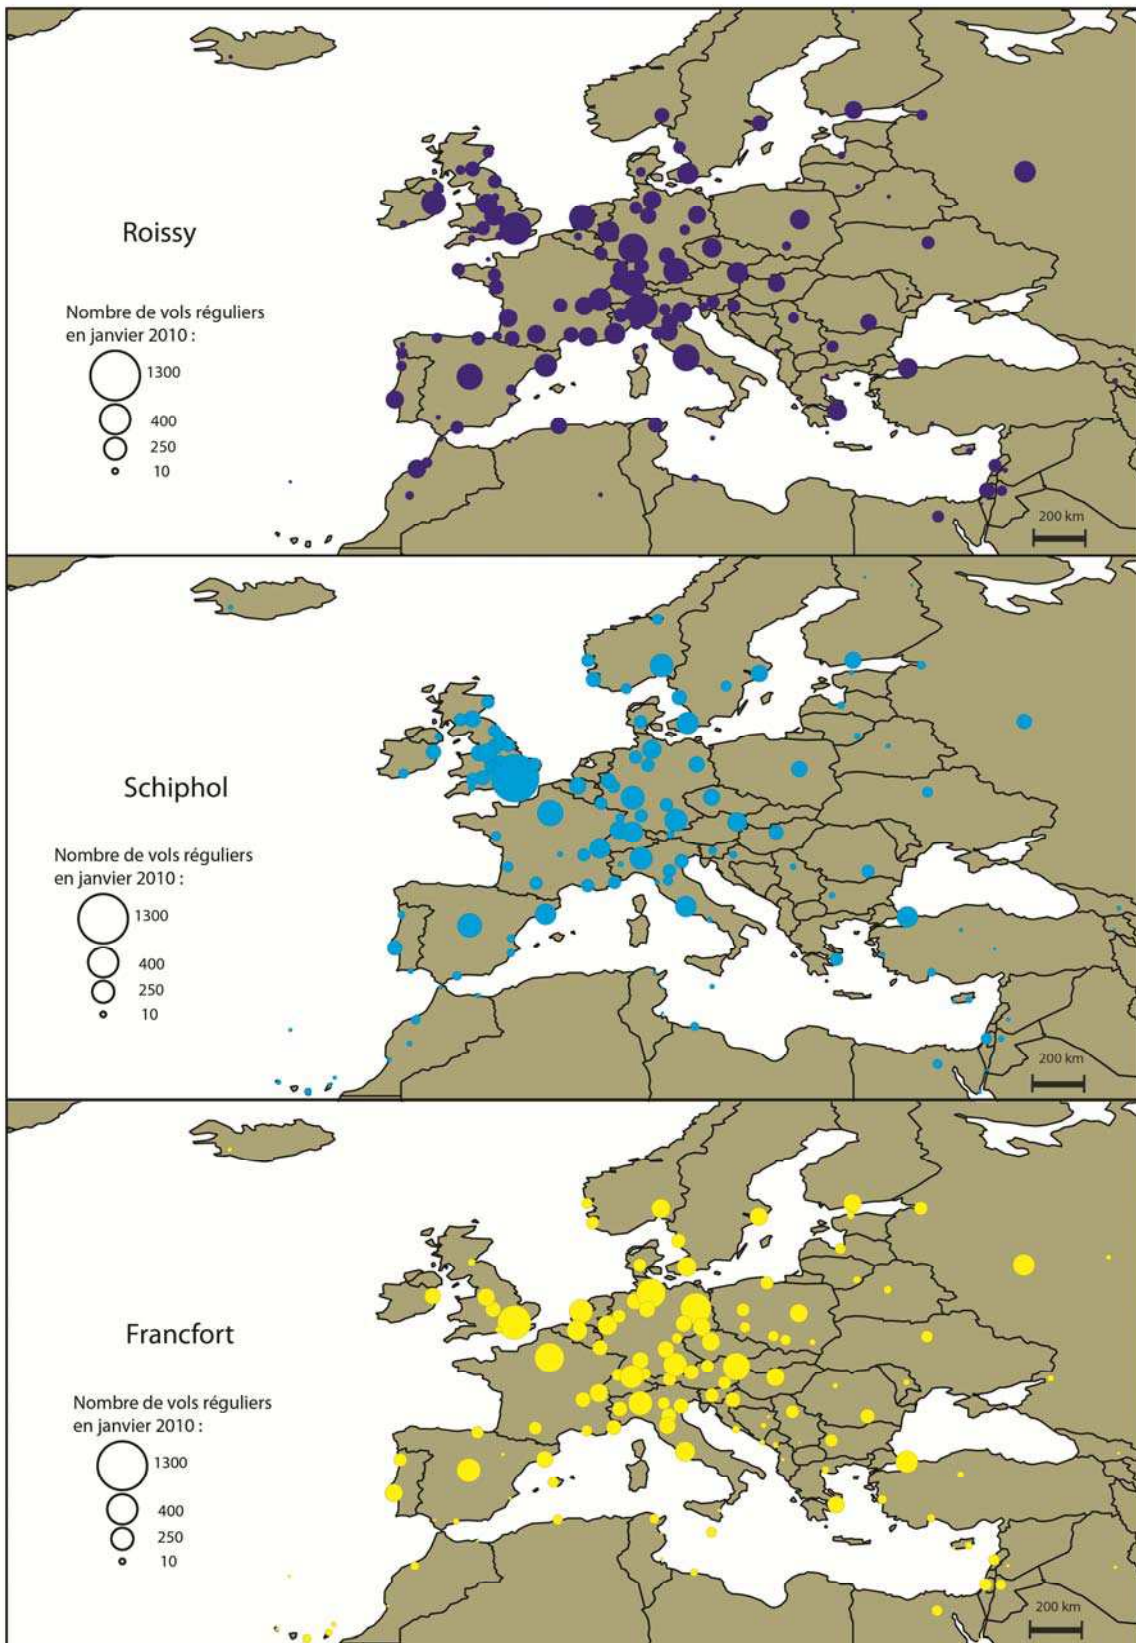 Roissy
Nombre de vols réguliers
en janvier 2010 :
1300
400
250
10
200 km
Schiphol
Nombre de vols réguliers
en janvier 2010 :
1300
400
250
10
200 km
Francfort
Nombre de vols réguliers
en janvier 2010 :
1300
400
250
10
200 km